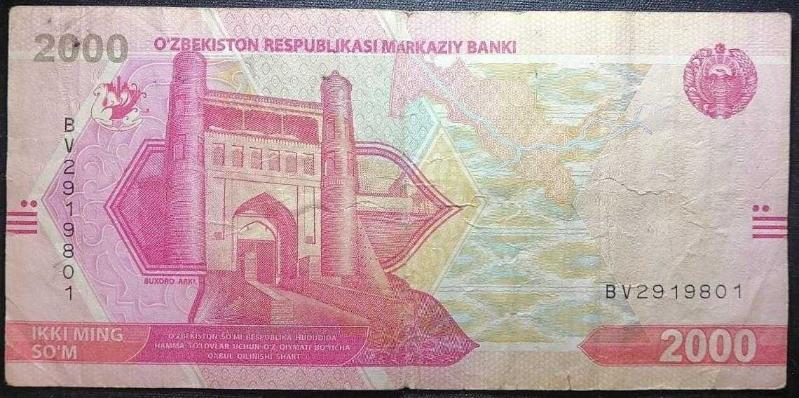 2000
O'ZBEKISTON RESPUBLIKASI MARKAZIY BANKI
BV2919801
BUXORO ARKI
BV2919801
IKKI MING
SO'M
O'ZBEKISTON SO'MI RESPUBLIKA HUDUDIDA
HAMMA TO'LOVLAR UCHUN O'Z QIYMATI BO'YICHA
QABUL QILINISHI SHART
2000